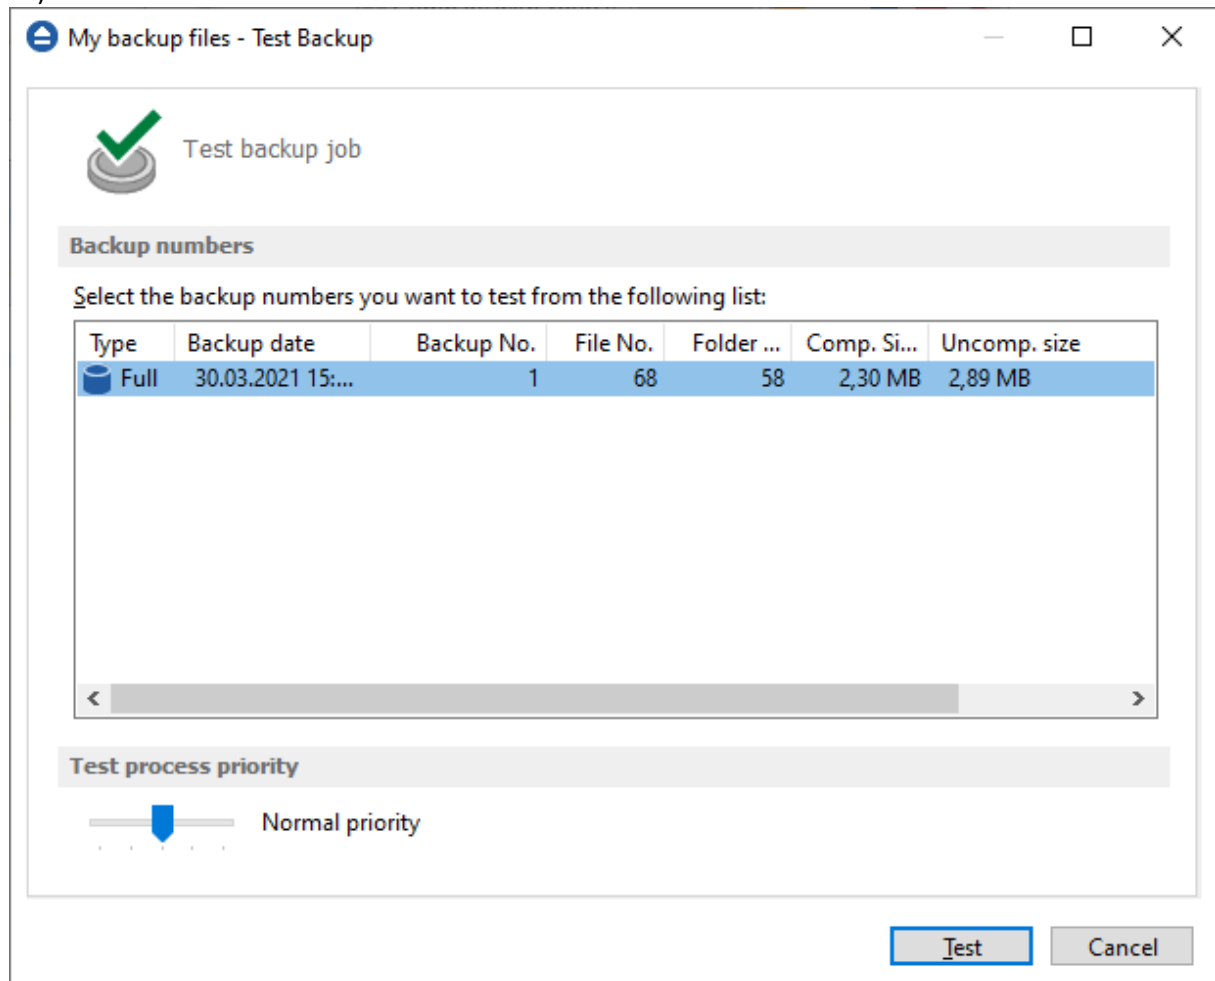 My backup files - Test Backup
Test backup job
Backup numbers
Select the backup numbers you want to test from the following list:
Type Backup date Backup No. File No. Folder ... Comp. Si... Uncomp. size
Full 30.03.2021 15:... 1 68 58 2,30 MB 2,89 MB
Test process priority
Normal priority
Test Cancel